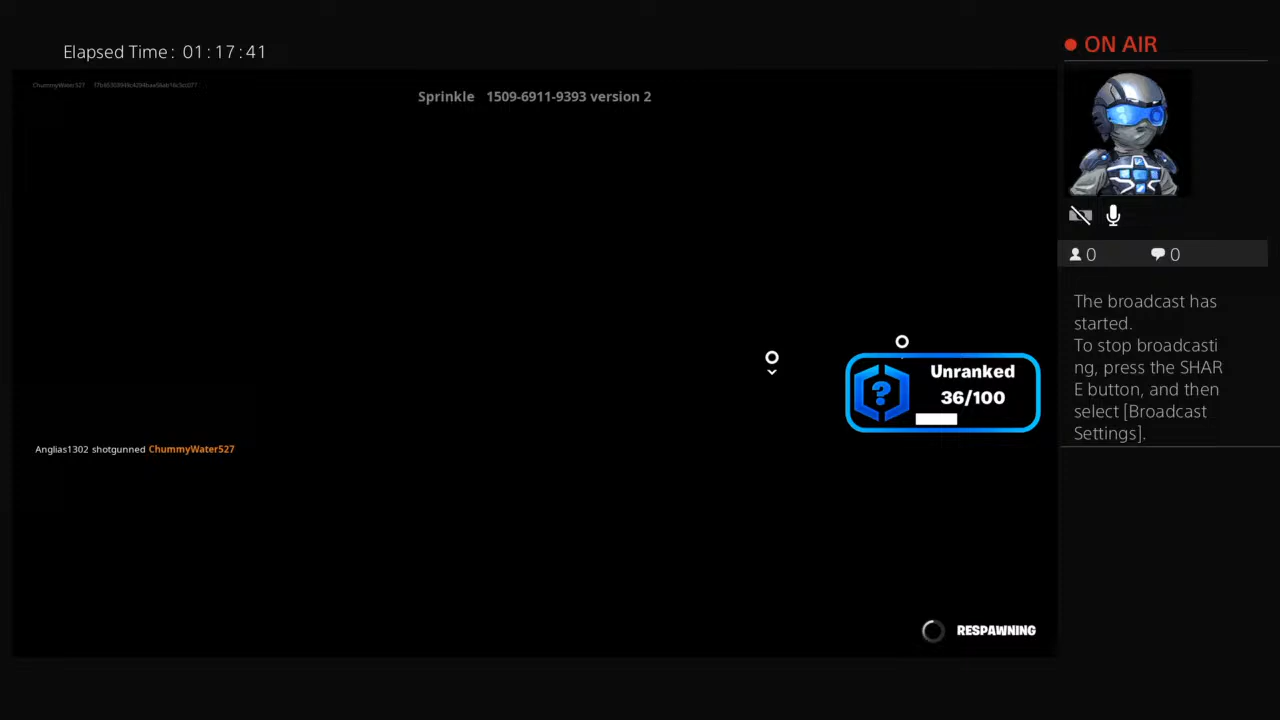 Elapsed Time: 01:17:41
ON AIR
ChummyWater527
Sprinkle 1509-6911-9393 version 2
0 0
The broadcast has
started.
To stop broadcasti
ng, press the SHAR
E button, and then
select [Broadcast
Settings].
?
Unranked
36/100
Anglias1302 shotgunned ChummyWater527
RESPAWNING